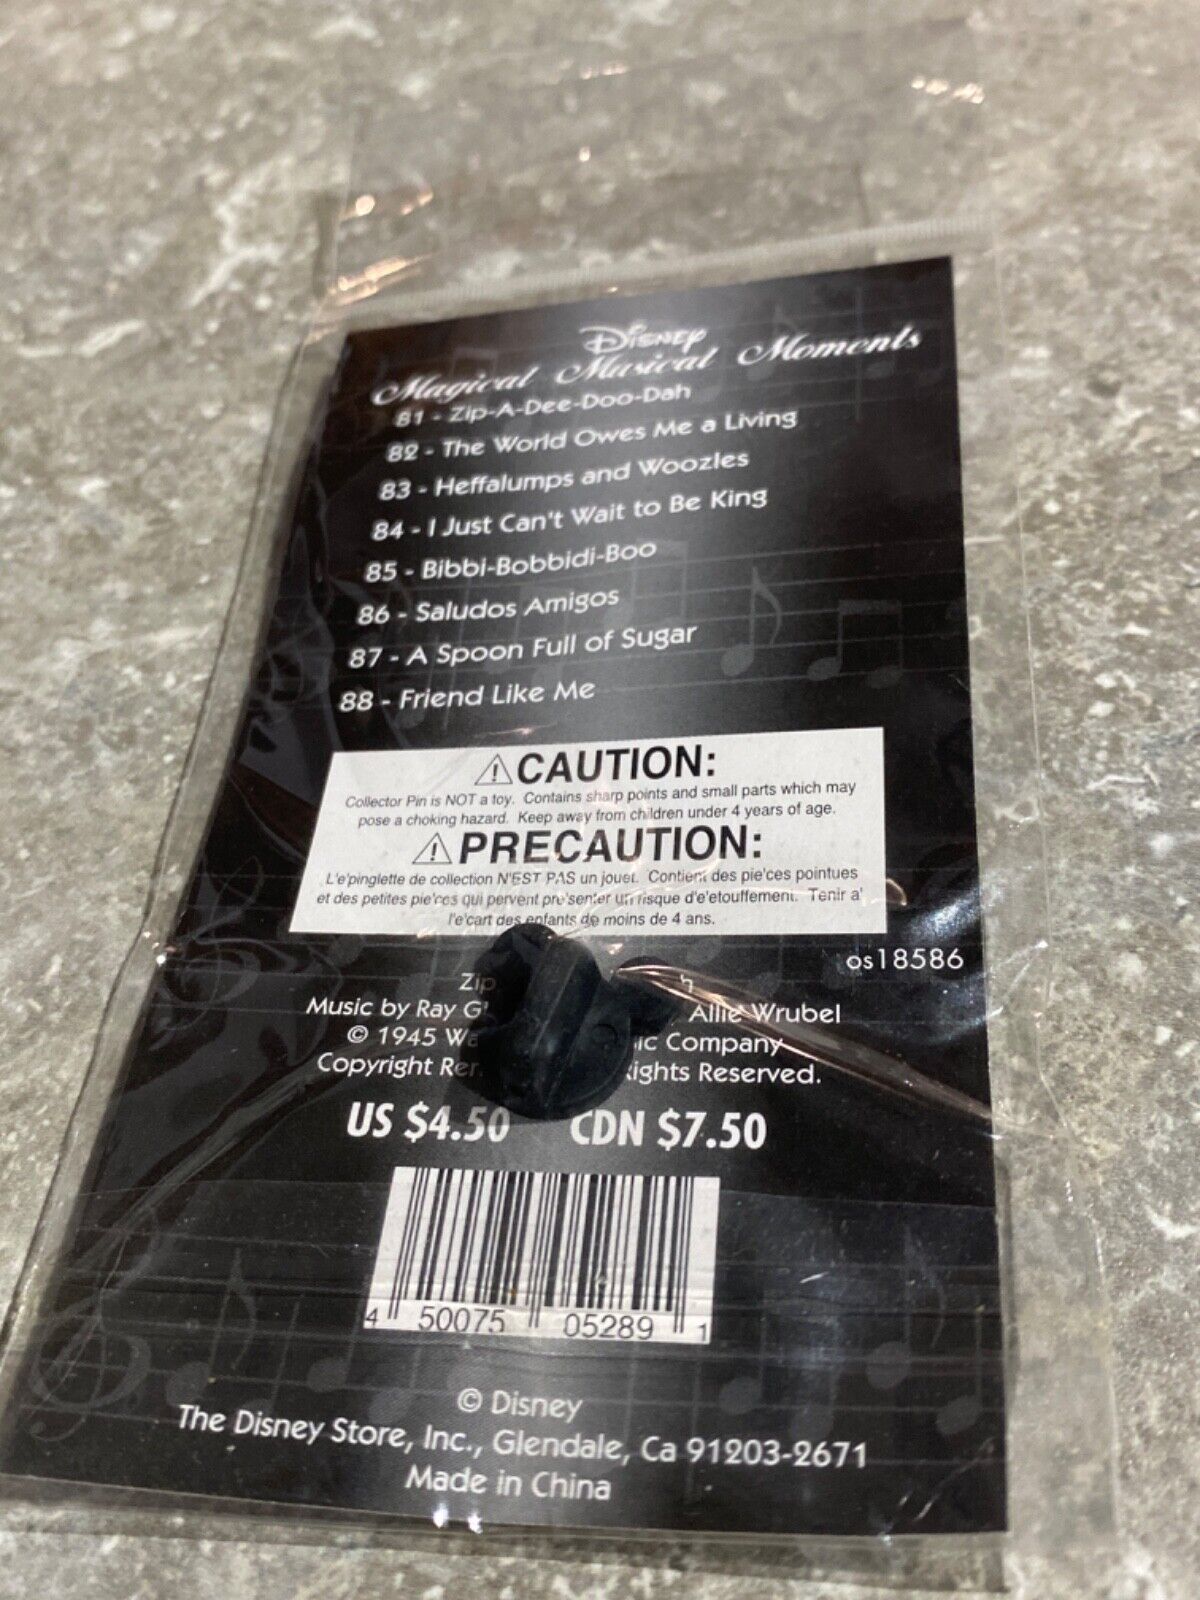 Disney
Magical Musical Moments
81 - Zip-A-Dee-Doo-Dah
82 - The World Owes Me a Living
83 - Heffalumps and Woozles
84 - I Just Can't Wait to Be King
85 - Bibbi-Bobbidi-Boo
86 - Saludos Amigos
87 - A Spoon Full of Sugar
88 - Friend Like Me
CAUTION:
Collector Pin is NOT a toy. Contains sharp points and small parts which may
pose a choking hazard. Keep away from children under 4 years of age.
PRECAUTION:
L'e'pinglette de collection N'EST PAS un jouet. Contient des pie'ces pointues
et des petites pie'ces qui pervent pre'senter un risque d'e'etouffement. Tenir a'
l'e'cart des enfants de moins de 4 ans.
os18586
Zip
Music by Ray Allie Wrubel
© 1945 Company
Copyright Reserved.
US $4.50 CDN $7.50
4 50075 05289 1
© Disney
The Disney Store, Inc., Glendale, Ca 91203-2671
Made in China